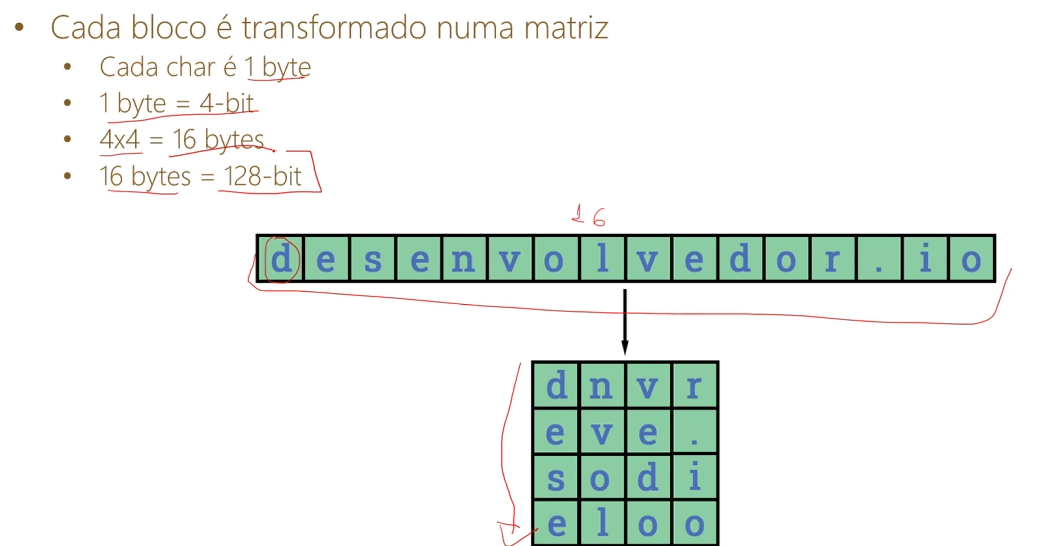 • Cada bloco é transformado numa matriz
• Cada char é 1 byte
• 1 byte = 4-bit
• 4x4 = 16 bytes
• 16 bytes = 128-bit
16
d e s e n v o l v e d o r . i o
d n v r
e v e .
s o d i
e l o o